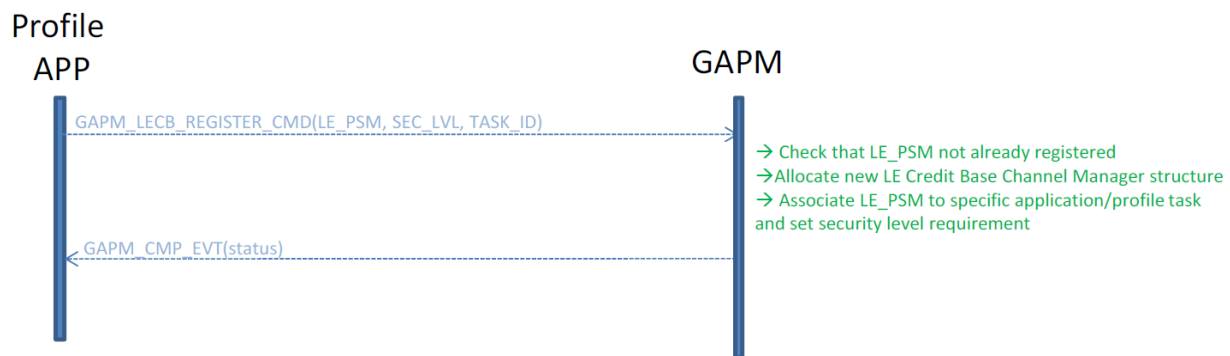 Profile
APP
GAPM
GAPM_LECB_REGISTER_CMD(LE_PSM, SEC_LVL, TASK_ID)
→ Check that LE_PSM not already registered
→Allocate new LE Credit Base Channel Manager structure
→ Associate LE_PSM to specific application/profile task
and set security level requirement
GAPM_CMP_EVT(status)